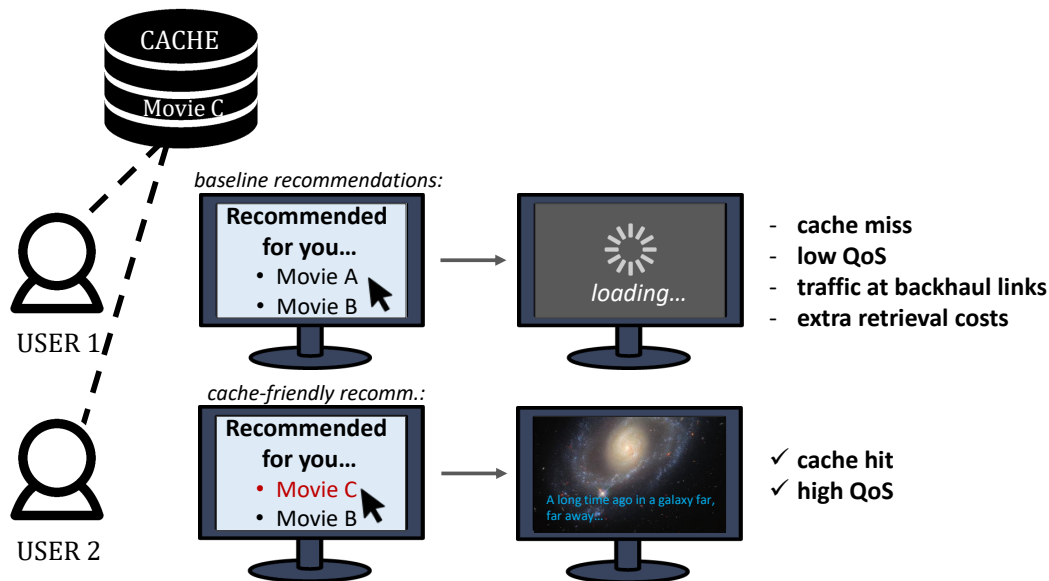 CACHE
Movie C
USER 1
USER 2
baseline recommendations:
Recommended
for you...
• Movie A
• Movie B
loading...
- cache miss
- low QoS
- traffic at backhaul links
- extra retrieval costs
cache-friendly recomm.:
Recommended
for you...
• Movie C
• Movie B
A long time ago in a galaxy far,
far away...
✓ cache hit
✓ high QoS